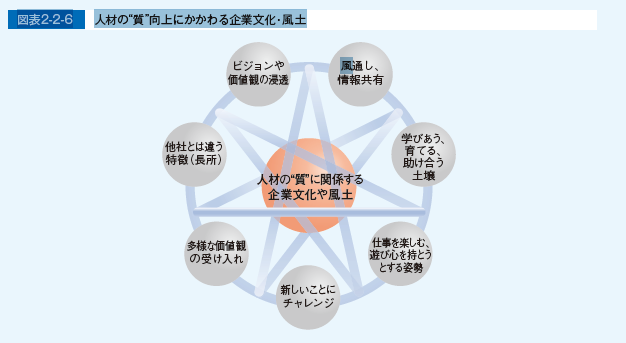 図表2-2-6
人材の“質”向上にかかわる企業文化・風土
ビジョンや
価値観の浸透
風通し、
情報共有
他社とは違う
特徴（長所）
学びあう、
育てる、
助け合う
土壌
人材の“質”に関係する
企業文化や風土
多様な価値観
の受け入れ
仕事を楽しむ、
遊び心を持とう
とする姿勢
新しいことに
チャレンジ